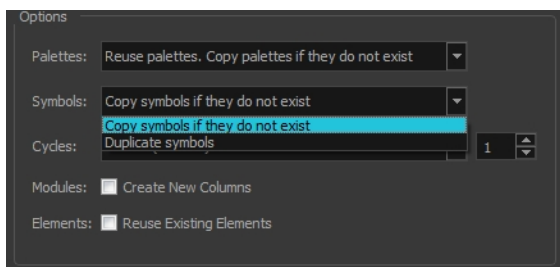 Options
Palettes: Reuse palettes. Copy palettes if they do not exist
Symbols: Copy symbols if they do not exist
Copy symbols if they do not exist
Duplicate symbols
Cycles: 1
Modules: Create New Columns
Elements: Reuse Existing Elements